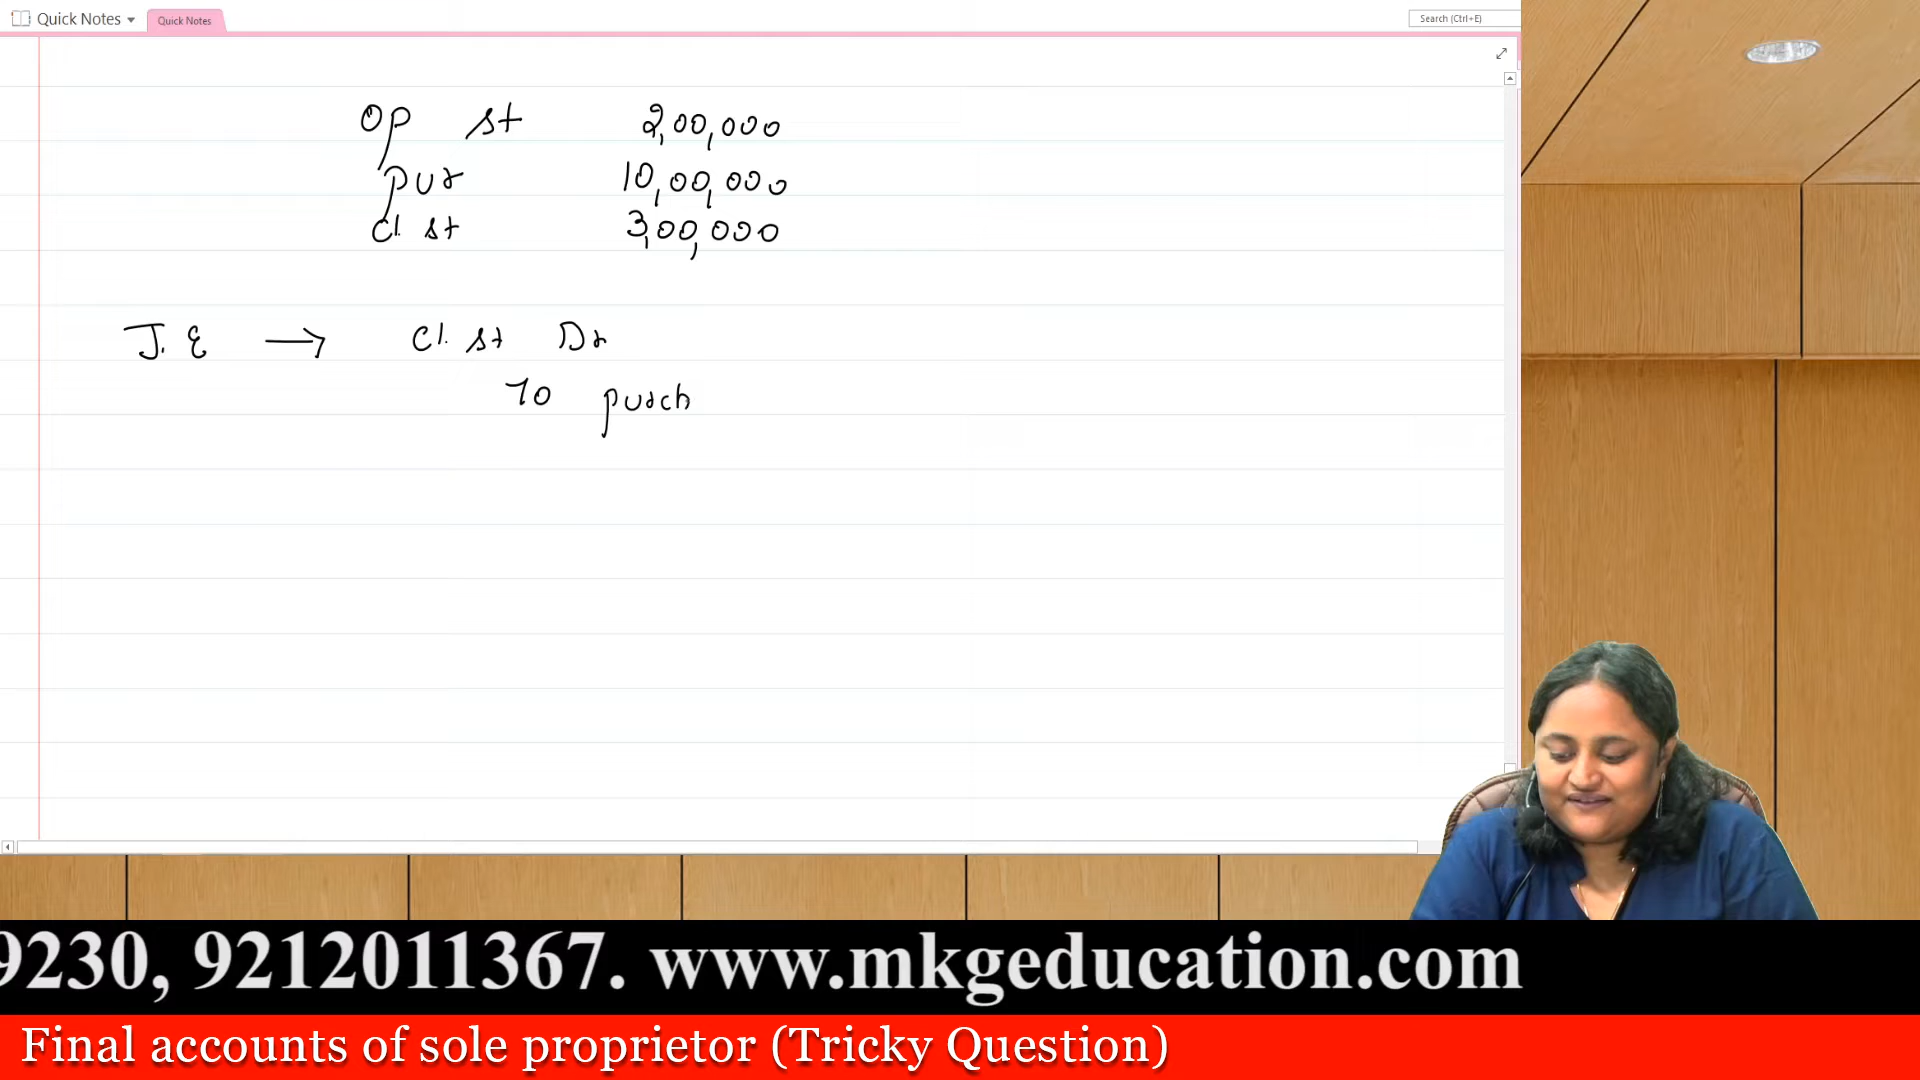 Quick Notes
Quick Notes
Search (Ctrl+E)
Op st 2,00,000
pur 10,00,000
Cl. st 3,00,000
J. E → Cl. st Dr
To purch
9230, 9212011367. www.mkgeducation.com
Final accounts of sole proprietor (Tricky Question)